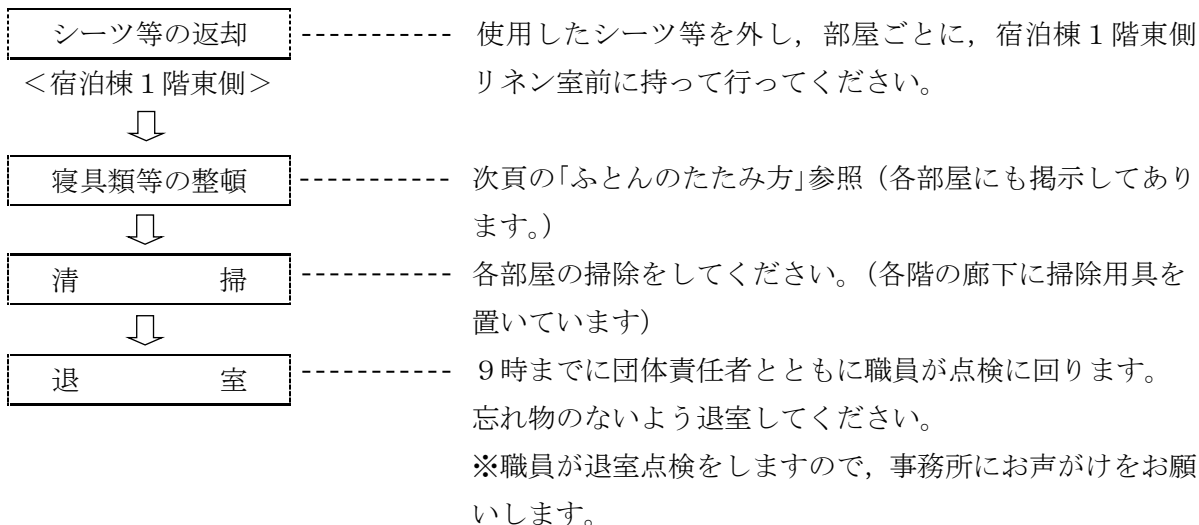 シーツ等の返却 ----------- 使用したシーツ等を外し，部屋ごとに，宿泊棟１階東側
＜宿泊棟１階東側＞ リネン室前に持って行ってください。
寝具類等の整頓 ----------- 次頁の「ふとんのたたみ方」参照（各部屋にも掲示してあり
ます。）
清　　　掃 ----------- 各部屋の掃除をしてください。（各階の廊下に掃除用具を
置いています）
退　　　室 ----------- ９時までに団体責任者とともに職員が点検に回ります。
忘れ物のないよう退室してください。
※職員が退室点検をしますので，事務所にお声がけをお願
いします。